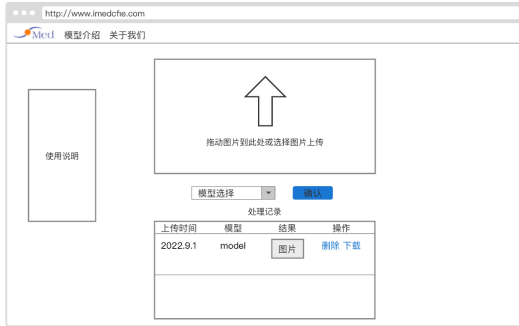 http://www.imedcfie.com
Med 模型介绍 关于我们
拖动图片到此处或选择图片上传
使用说明
模型选择 确认
处理记录
上传时间 模型 结果 操作
2022.9.1 model 图片 删除 下载